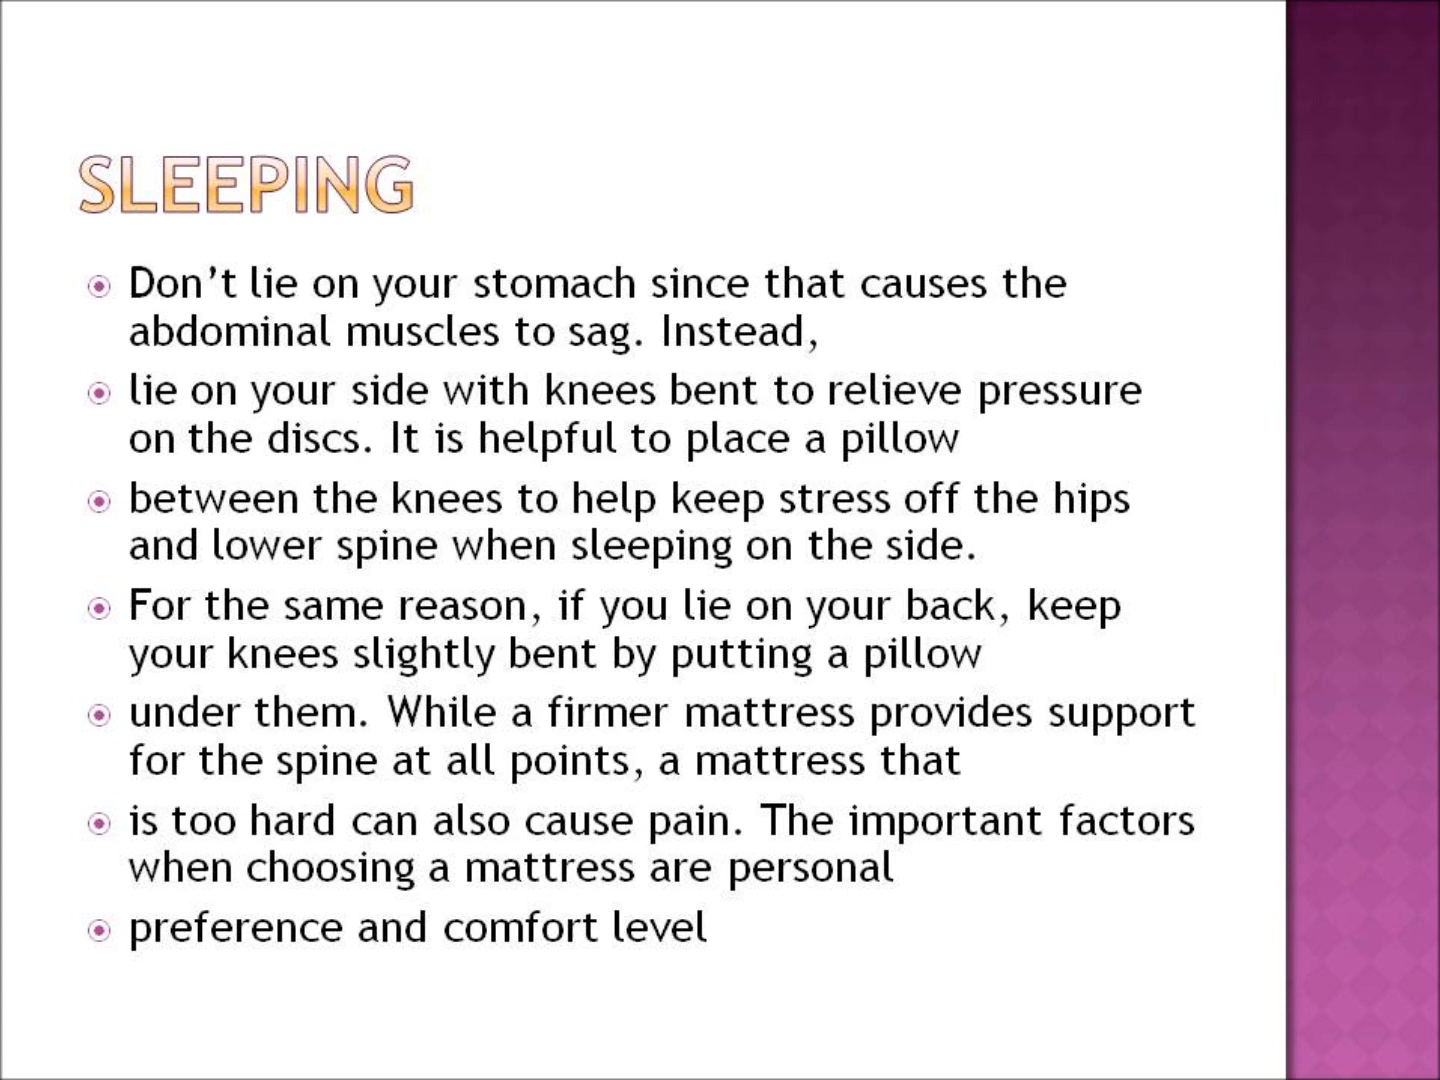 SLEEPING
Don’t lie on your stomach since that causes the
abdominal muscles to sag. Instead,
lie on your side with knees bent to relieve pressure
on the discs. It is helpful to place a pillow
between the knees to help keep stress off the hips
and lower spine when sleeping on the side.
For the same reason, if you lie on your back, keep
your knees slightly bent by putting a pillow
under them. While a firmer mattress provides support
for the spine at all points, a mattress that
is too hard can also cause pain. The important factors
when choosing a mattress are personal
preference and comfort level